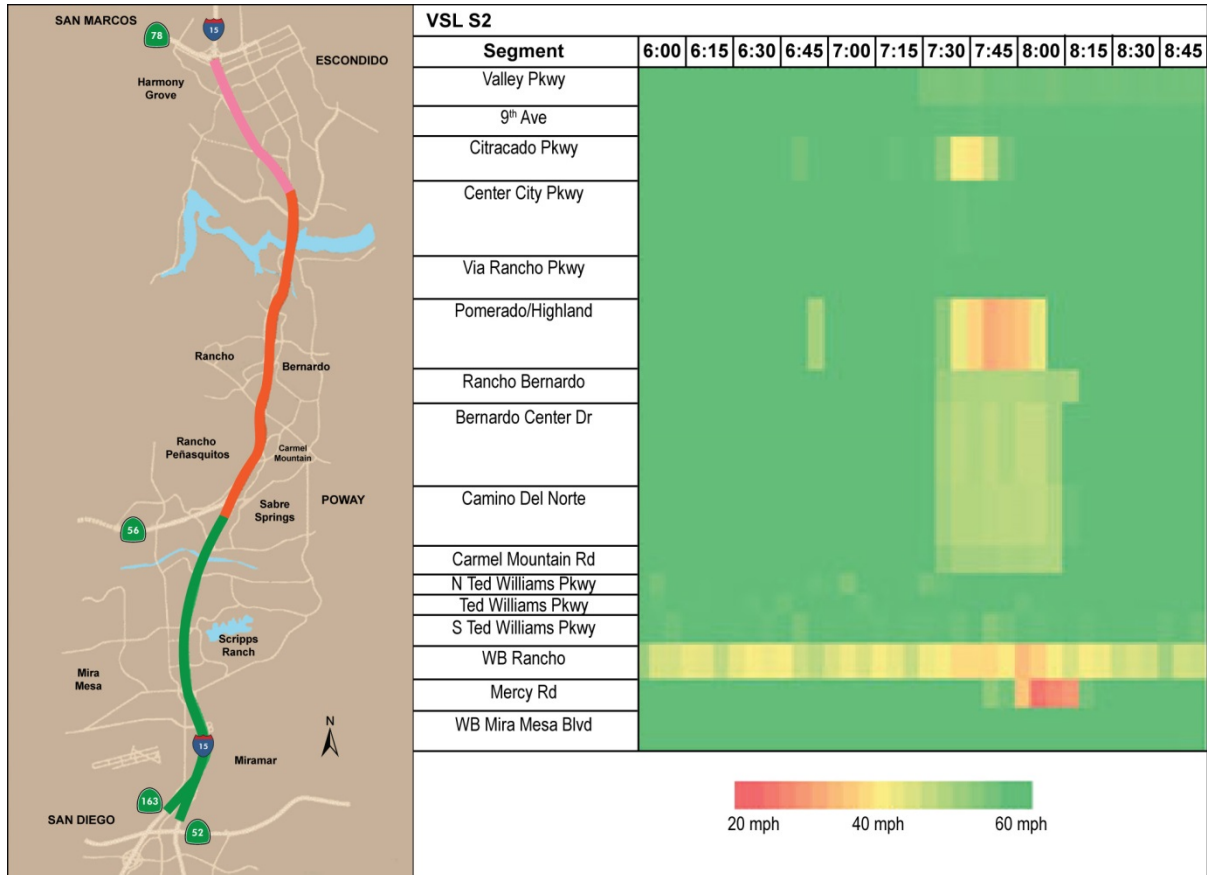 SAN MARCOS
78
15
ESCONDIDO
Harmony
Grove
Rancho
Bernardo
Rancho
Peñasquitos
Carmel
Mountain
POWAY
Sabre
Springs
56
Scripps
Ranch
Mira
Mesa
N
15
Miramar
163
SAN DIEGO
52
VSL S2
Segment 6:00 6:15 6:30 6:45 7:00 7:15 7:30 7:45 8:00 8:15 8:30 8:45
Valley Pkwy
9th Ave
Citracado Pkwy
Center City Pkwy
Via Rancho Pkwy
Pomerado/Highland
Rancho Bernardo
Bernardo Center Dr
Camino Del Norte
Carmel Mountain Rd
N Ted Williams Pkwy
Ted Williams Pkwy
S Ted Williams Pkwy
WB Rancho
Mercy Rd
WB Mira Mesa Blvd
20 mph 40 mph 60 mph